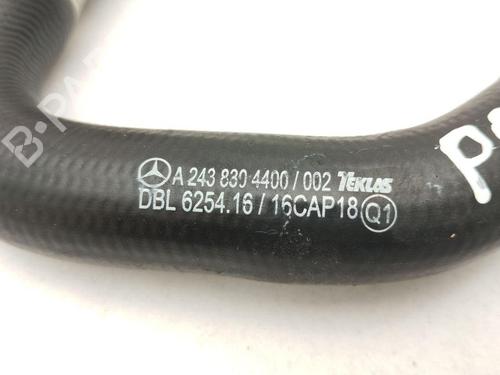 A 243 830 4400 / 002 TEKLAS
DBL 6254.16 / 16CAP18 Q1